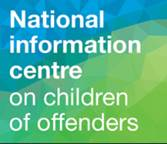 National
information
centre
on children
of offenders